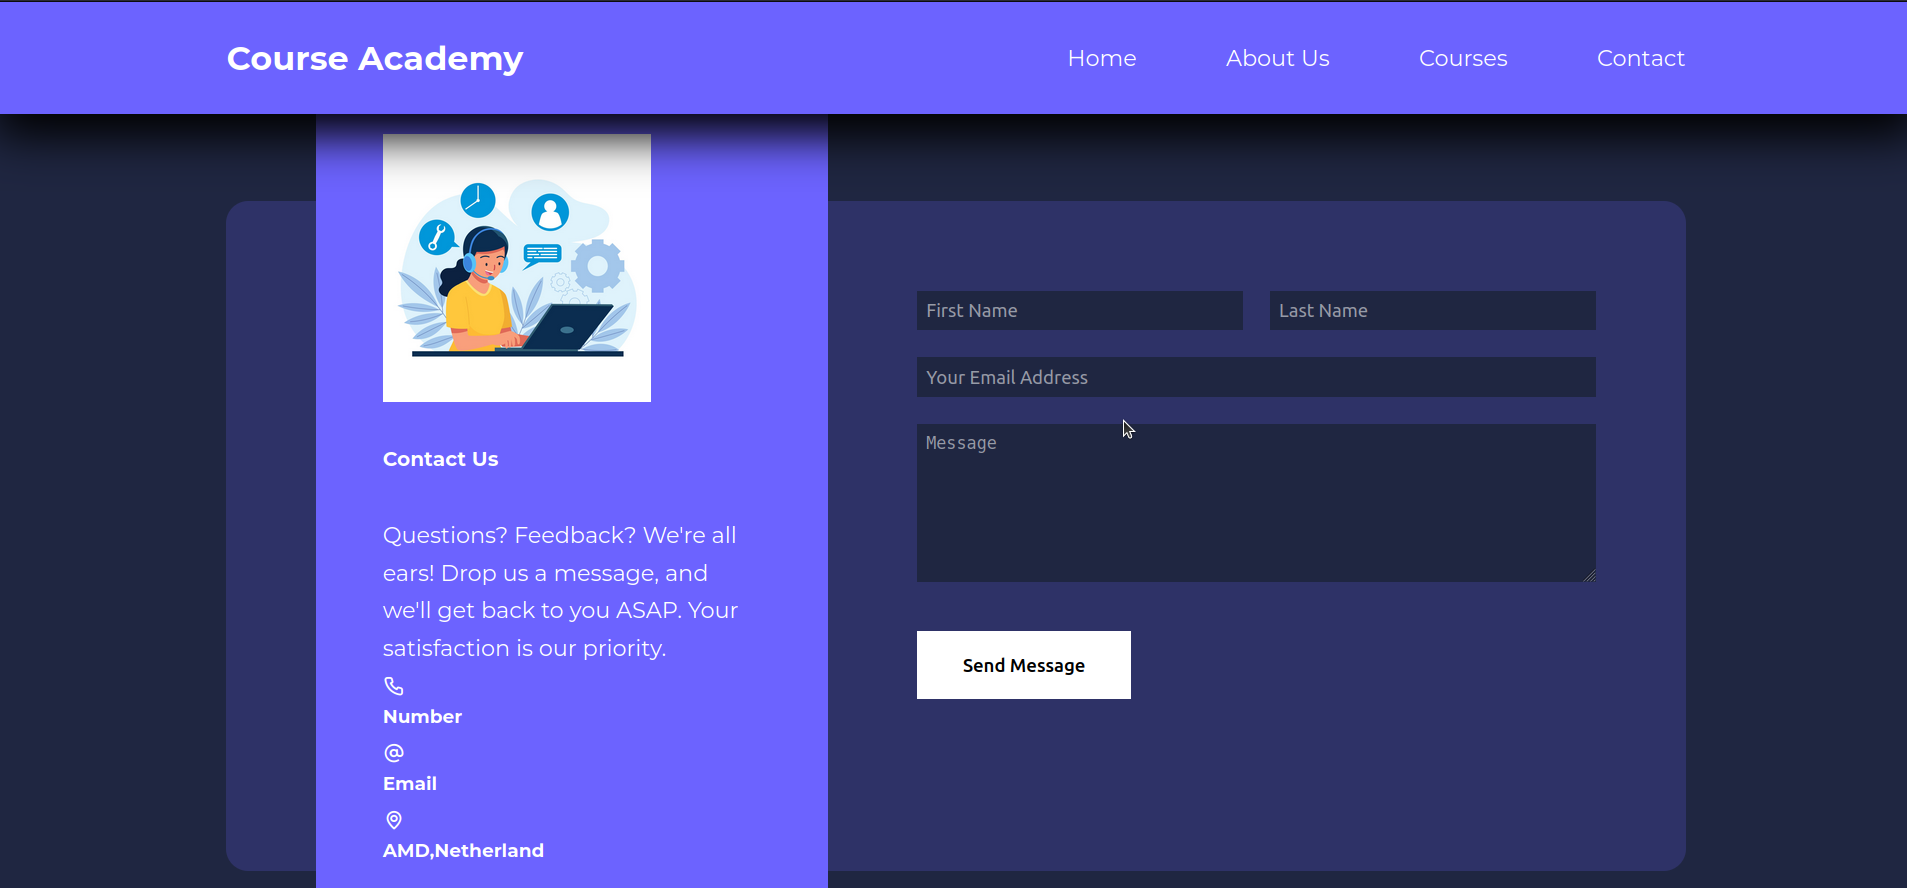 Course Academy
Home
About Us
Courses
Contact
Contact Us
Questions? Feedback? We're all
ears! Drop us a message, and
we'll get back to you ASAP. Your
satisfaction is our priority.
Number
@
Email
AMD,Netherland
First Name
Last Name
Your Email Address
Message
Send Message